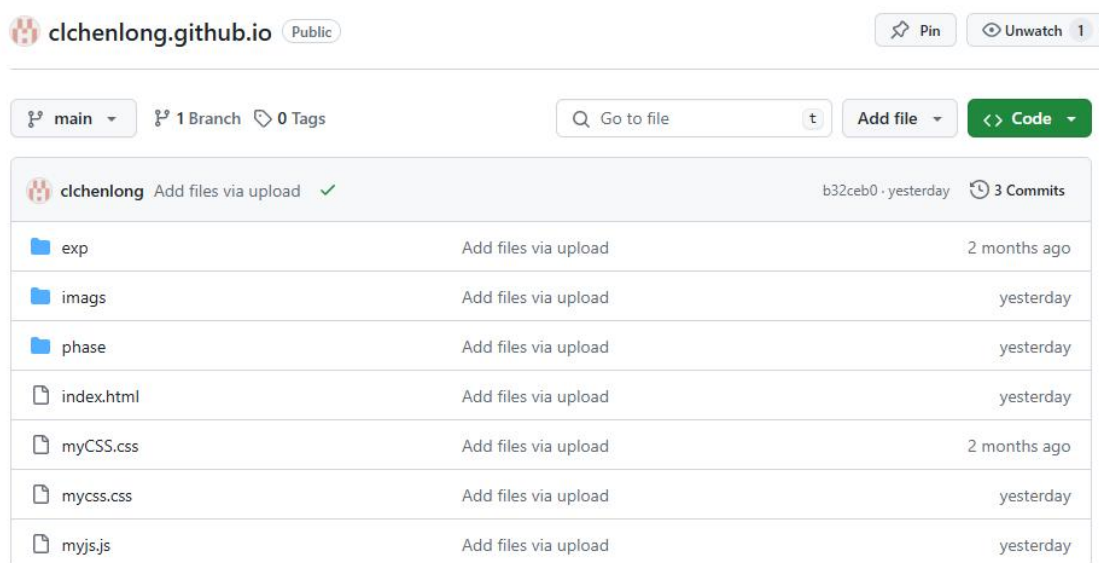 clchenlong.github.io Public Pin Unwatch 1
main 1 Branch 0 Tags Go to file t Add file <> Code
clchenlong Add files via upload b32ceb0 · yesterday 3 Commits
exp Add files via upload 2 months ago
imags Add files via upload yesterday
phase Add files via upload yesterday
index.html Add files via upload yesterday
myCSS.css Add files via upload 2 months ago
mycss.css Add files via upload yesterday
myjs.js Add files via upload yesterday